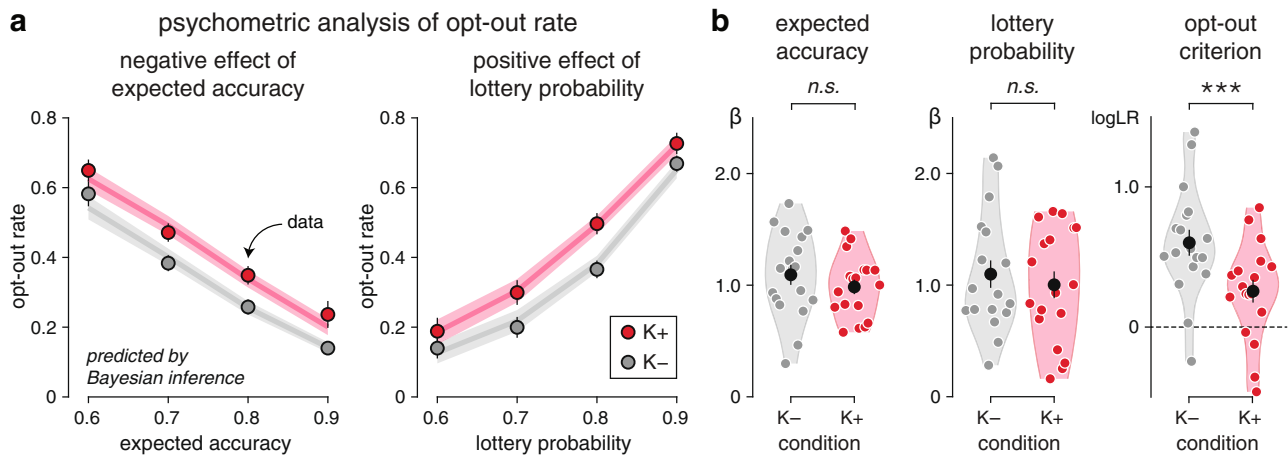 a
psychometric analysis of opt-out rate
negative effect of
expected accuracy
opt-out rate
0.8
0.6
0.4
0.2
0
data
predicted by
Bayesian inference
0.6
0.7
0.8
0.9
expected accuracy
positive effect of
lottery probability
opt-out rate
0.8
0.6
0.4
0.2
0
K+
K−
0.6
0.7
0.8
0.9
lottery probability
b
expected
accuracy
n.s.
β
2.0
1.0
0
K−
K+
condition
lottery
probability
n.s.
β
2.0
1.0
0
K−
K+
condition
opt-out
criterion
***
logLR
1.0
0
K−
K+
condition